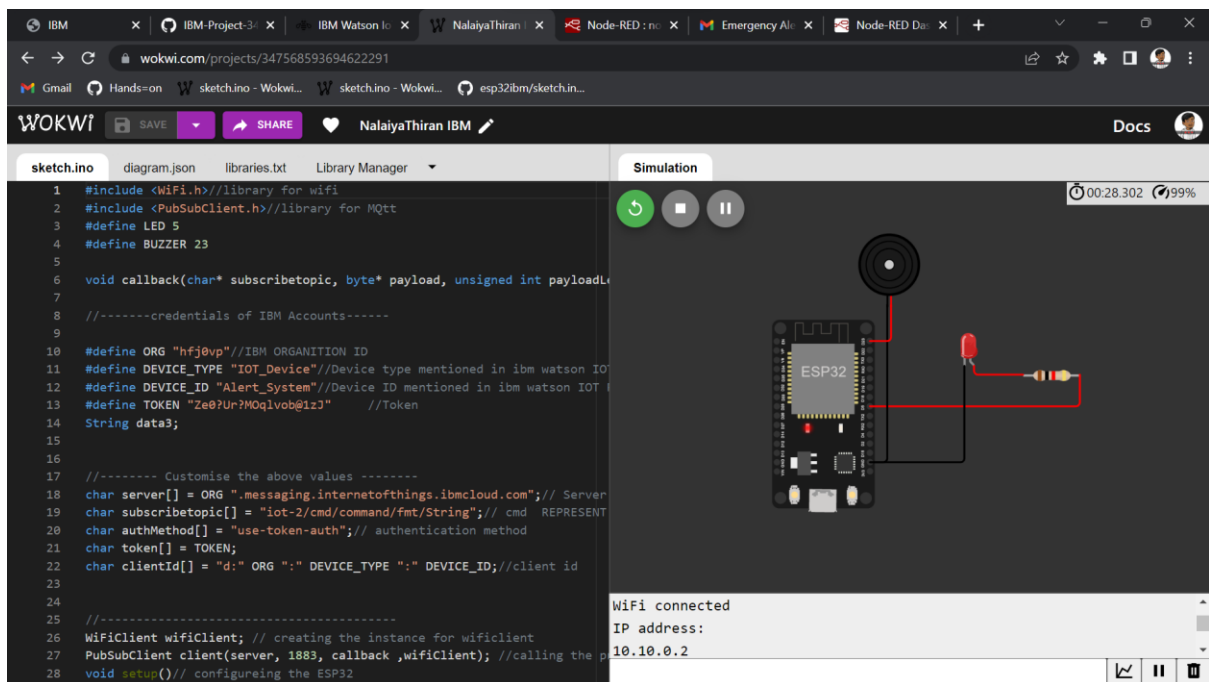 IBM
IBM-Project-34
IBM Watson Io
NalaiyaThiran I
Node-RED : no
Emergency Ale
Node-RED Das
wokwi.com/projects/347568593694622291
Gmail Hands=on sketch.ino - Wokwi... sketch.ino - Wokwi... esp32ibm/sketch.in...
WOKWI SAVE SHARE NalaiyaThiran IBM Docs
sketch.ino diagram.json libraries.txt Library Manager
Simulation
00:28.302 99%
1 #include <WiFi.h>//library for wifi
2 #include <PubSubClient.h>//library for MQtt
3 #define LED 5
4 #define BUZZER 23
5
6 void callback(char* subscribetopic, byte* payload, unsigned int payloadL
7
8 //-------credentials of IBM Accounts------
9
10 #define ORG "hfj0vp"//IBM ORGANITION ID
11 #define DEVICE_TYPE "IOT_Device"//Device type mentioned in ibm watson IO
12 #define DEVICE_ID "Alert_System"//Device ID mentioned in ibm watson IOT
13 #define TOKEN "Ze0?Ur?MOqlvob@1zJ" //Token
14 String data3;
15
16
17 //-------- Customise the above values --------
18 char server[] = ORG ".messaging.internetofthings.ibmcloud.com";// Server
19 char subscribetopic[] = "iot-2/cmd/command/fmt/String";// cmd REPRESENT
20 char authMethod[] = "use-token-auth";// authentication method
21 char token[] = TOKEN;
22 char clientId[] = "d:" ORG ":" DEVICE_TYPE ":" DEVICE_ID;//client id
23
24
25 //-----------------------------------------
26 WiFiClient wifiClient; // creating the instance for wificlient
27 PubSubClient client(server, 1883, callback ,wifiClient); //calling the p
28 void setup()// configureing the ESP32
ESP32
WiFi connected
IP address:
10.10.0.2